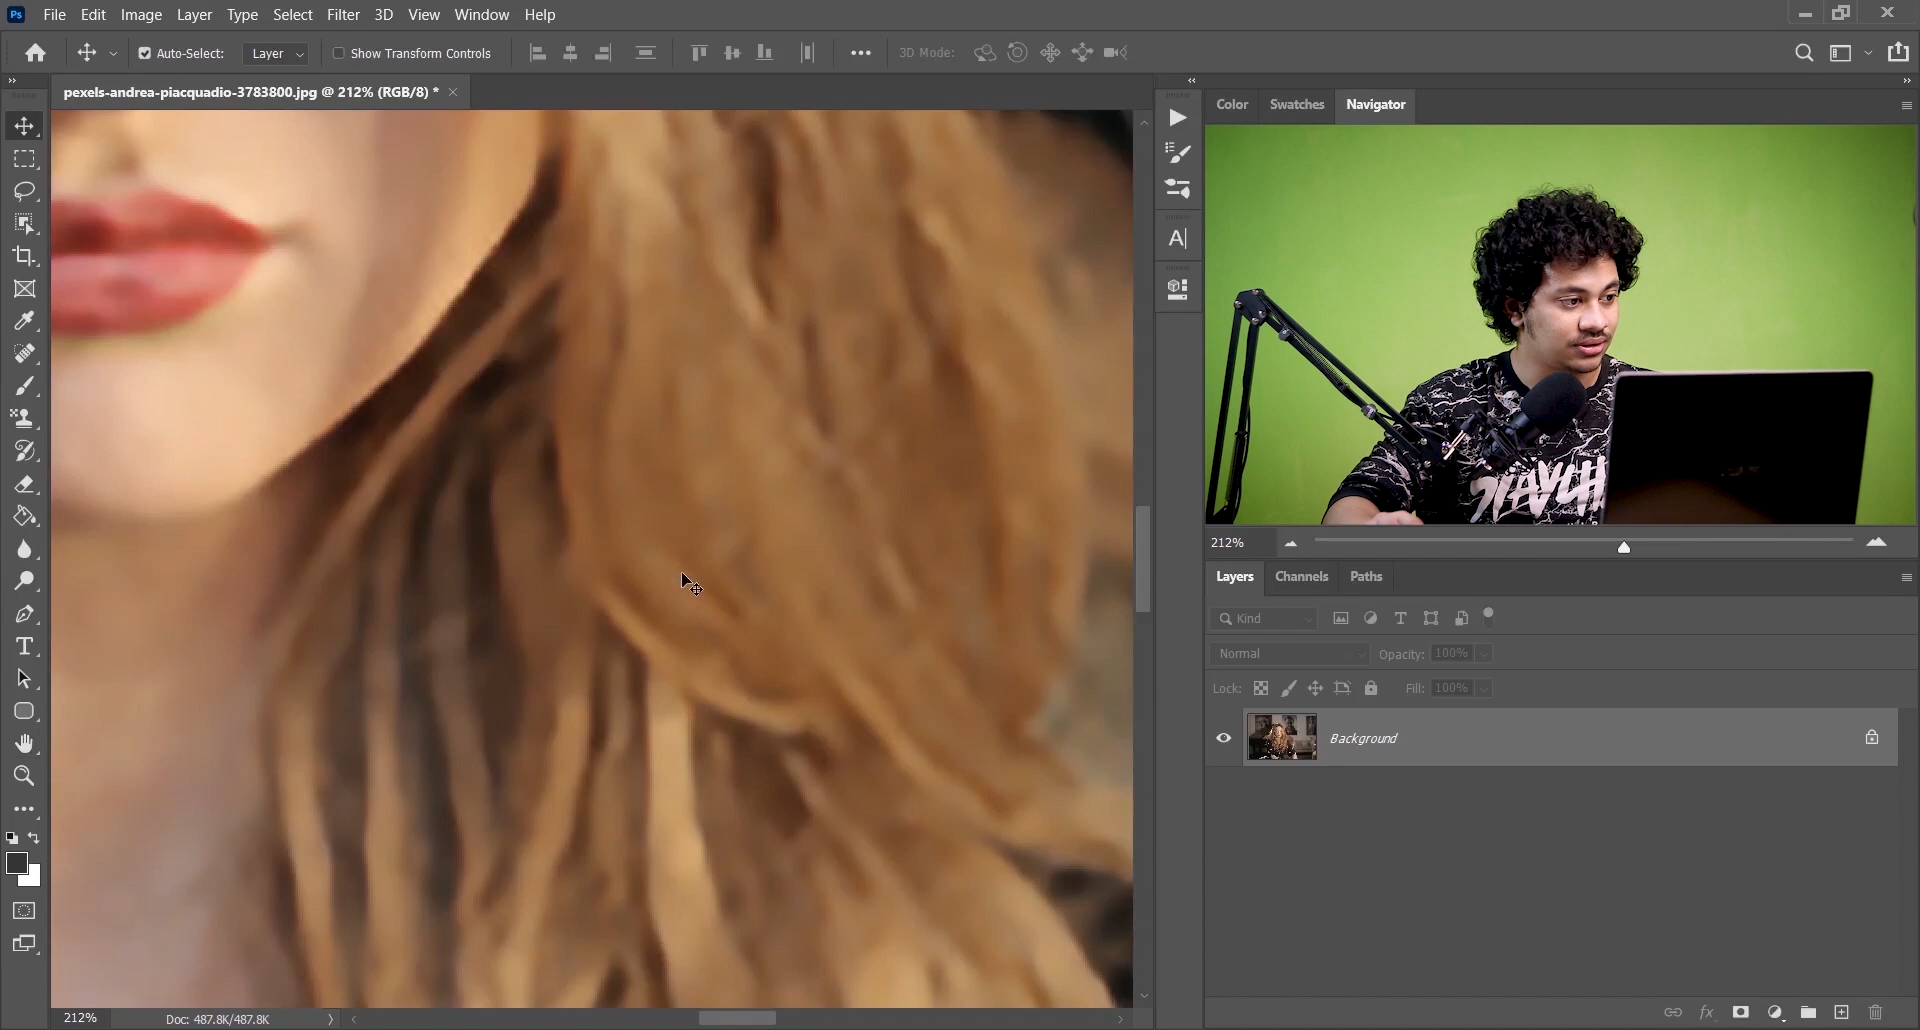 Ps File Edit Image Layer Type Select Filter 3D View Window Help
Auto-Select: Layer Show Transform Controls 3D Mode:
pexels-andrea-piacquadio-3783800.jpg @ 212% (RGB/8) *
Color Swatches Navigator
212%
Layers Channels Paths
Kind
Normal Opacity: 100%
Lock: Fill: 100%
Background
212% Doc: 487.8K/487.8K